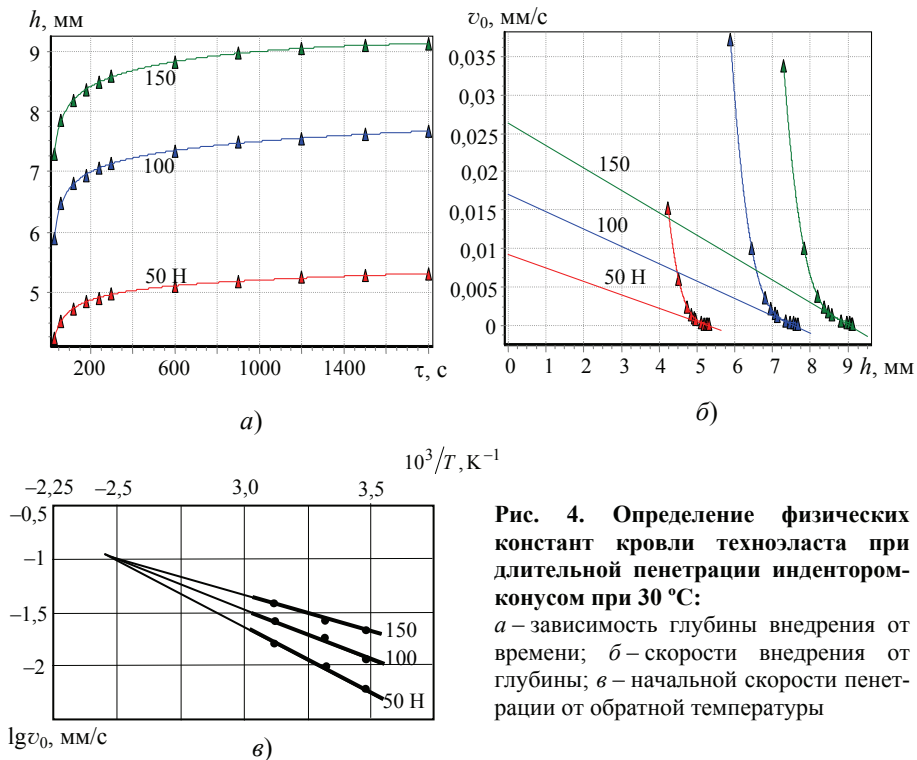 h, мм
9
8
7
6
5
150
100
50 Н
200 600 1000 1400 τ, с
а)
v₀, мм/с
0,035
0,03
0,025
0,02
0,015
0,01
0,005
0
150
100
50 Н
0 1 2 3 4 5 6 7 8 9 h, мм
б)
10³/T, K⁻¹
−2,25 −2,5 3,0 3,5
−0,5
−1
−1,5
−2
150
100
50 Н
lgv₀, мм/с
в)
Рис. 4. Определение физических
констант кровли техноэласта при
длительной пенетрации индентором-
конусом при 30 ºС:
а – зависимость глубины внедрения от
времени; б – скорости внедрения от
глубины; в – начальной скорости пенет-
рации от обратной температуры